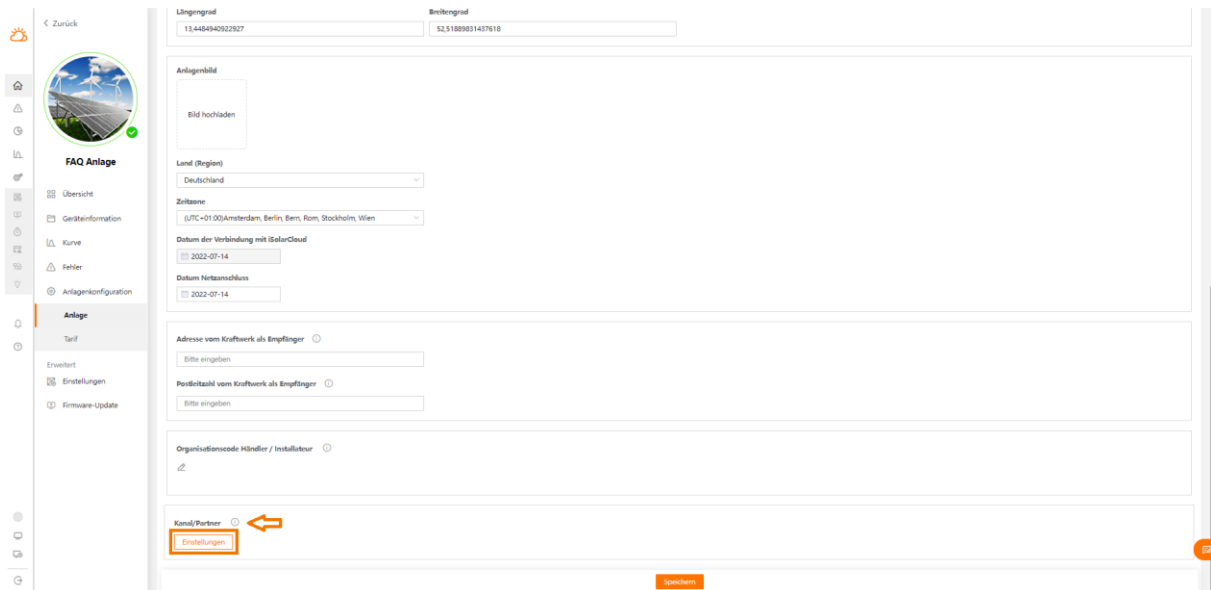 Zurück
FAQ Anlage
Übersicht
Geräteinformation
Kurve
Fehler
Anlagenkonfiguration
Anlage
Tarif
Erweitert
Einstellungen
Firmware-Update
Längengrad
Breitengrad
13,4484940922927
52,51889831437618
Anlagenbild
Bild hochladen
Land (Region)
Deutschland
Zeitzone
(UTC+01:00)Amsterdam, Berlin, Bern, Rom, Stockholm, Wien
Datum der Verbindung mit iSolarCloud
2022-07-14
Datum Netzanschluss
2022-07-14
Adresse vom Kraftwerk als Empfänger
Bitte eingeben
Postleitzahl vom Kraftwerk als Empfänger
Bitte eingeben
Organisationscode Händler / Installateur
Kanal/Partner
Einstellungen
Speichern